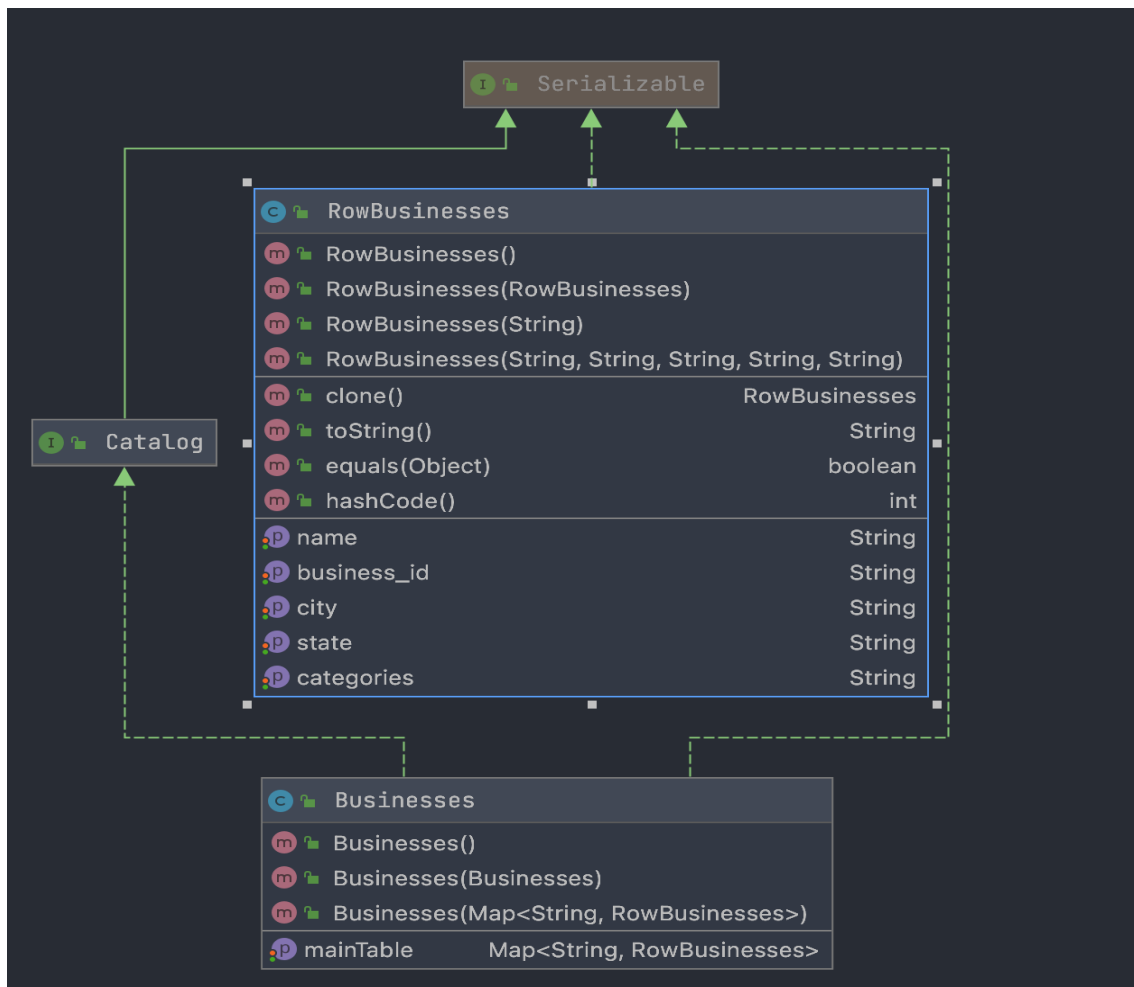 Serializable
RowBusinesses
RowBusinesses()
RowBusinesses(RowBusinesses)
RowBusinesses(String)
RowBusinesses(String, String, String, String, String)
clone() RowBusinesses
toString() String
equals(Object) boolean
hashCode() int
name String
business_id String
city String
state String
categories String
Catalog
Businesses
Businesses()
Businesses(Businesses)
Businesses(Map<String, RowBusinesses>)
mainTable Map<String, RowBusinesses>